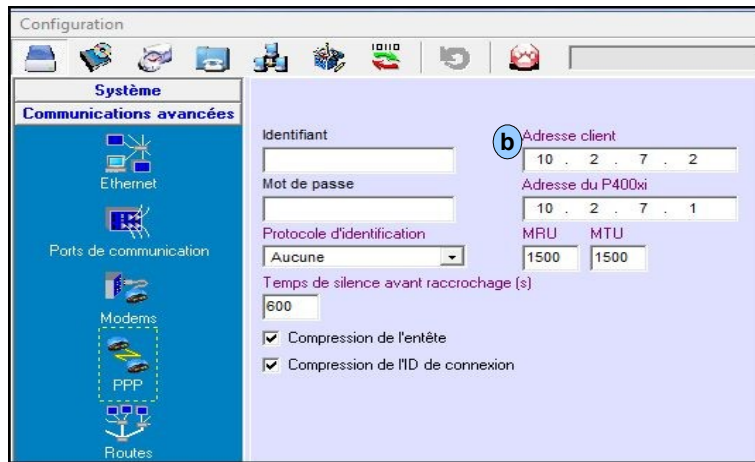 Configuration
10110
Système
Communications avancées
Ethernet
Ports de communication
Modems
PPP
Routes
Identifiant
Mot de passe
Protocole d'identification
Aucune
Temps de silence avant raccrochage (s)
600
Compression de l'entête
Compression de l'ID de connexion
b Adresse client
10 . 2 . 7 . 2
Adresse du P400xi
10 . 2 . 7 . 1
MRU MTU
1500 1500